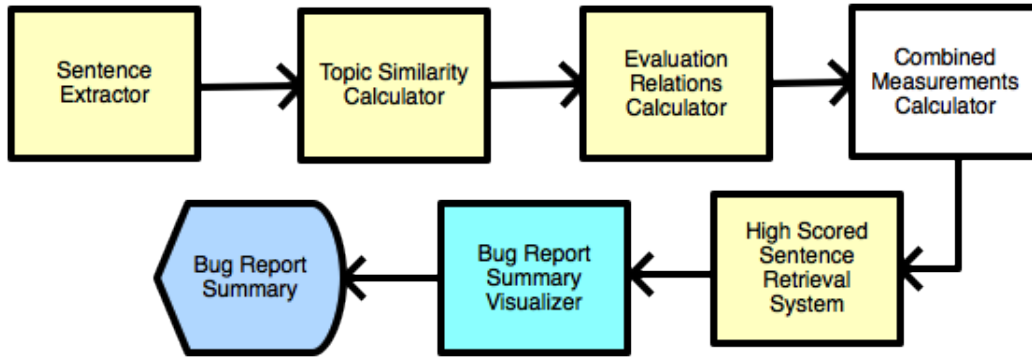 Sentence
Extractor
Topic Similarity
Calculator
Evaluation
Relations
Calculator
Combined
Measurements
Calculator
High Scored
Sentence
Retrieval
System
Bug Report
Summary
Visualizer
Bug Report
Summary